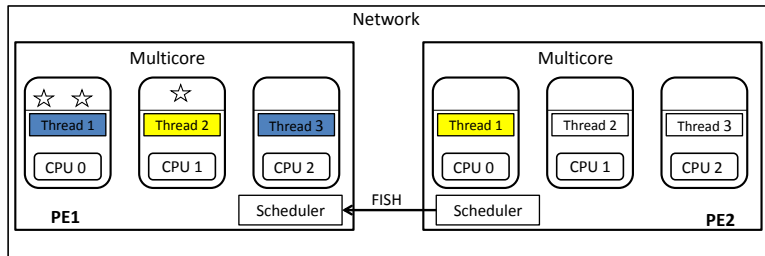 Network
Multicore
Multicore
Thread 1
Thread 2
Thread 3
Thread 1
Thread 2
Thread 3
CPU 0
CPU 1
CPU 2
CPU 0
CPU 1
CPU 2
PE1
Scheduler
FISH
Scheduler
PE2